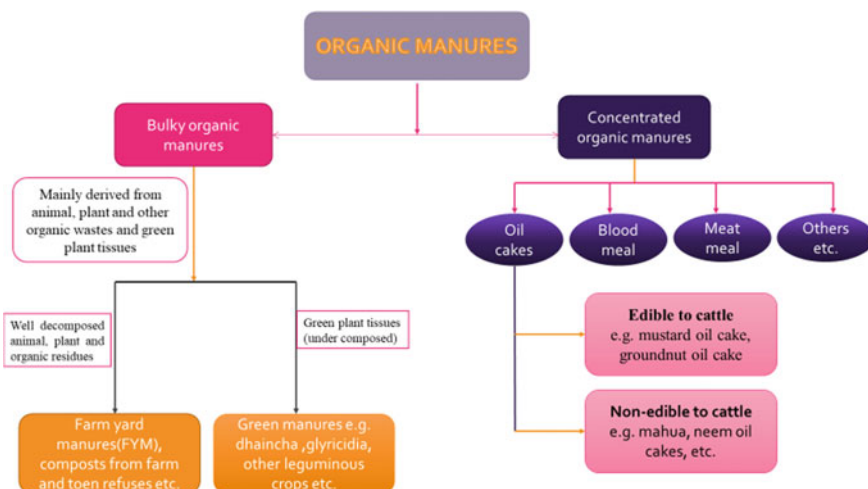 ORGANIC MANURES
Bulky organic
manures
Concentrated
organic manures
Mainly derived from
animal, plant and other
organic wastes and green
plant tissues
Oil
cakes
Blood
meal
Meat
meal
Others
etc.
Well decomposed
animal, plant and
organic residues
Green plant tissues
(under composed)
Edible to cattle
e.g. mustard oil cake,
groundnut oil cake
Farm yard
manures(FYM),
composts from farm
and toen refuses etc.
Green manures e.g.
dhaincha ,glyricidia,
other leguminous
crops etc.
Non-edible to cattle
e.g. mahua, neem oil
cakes, etc.